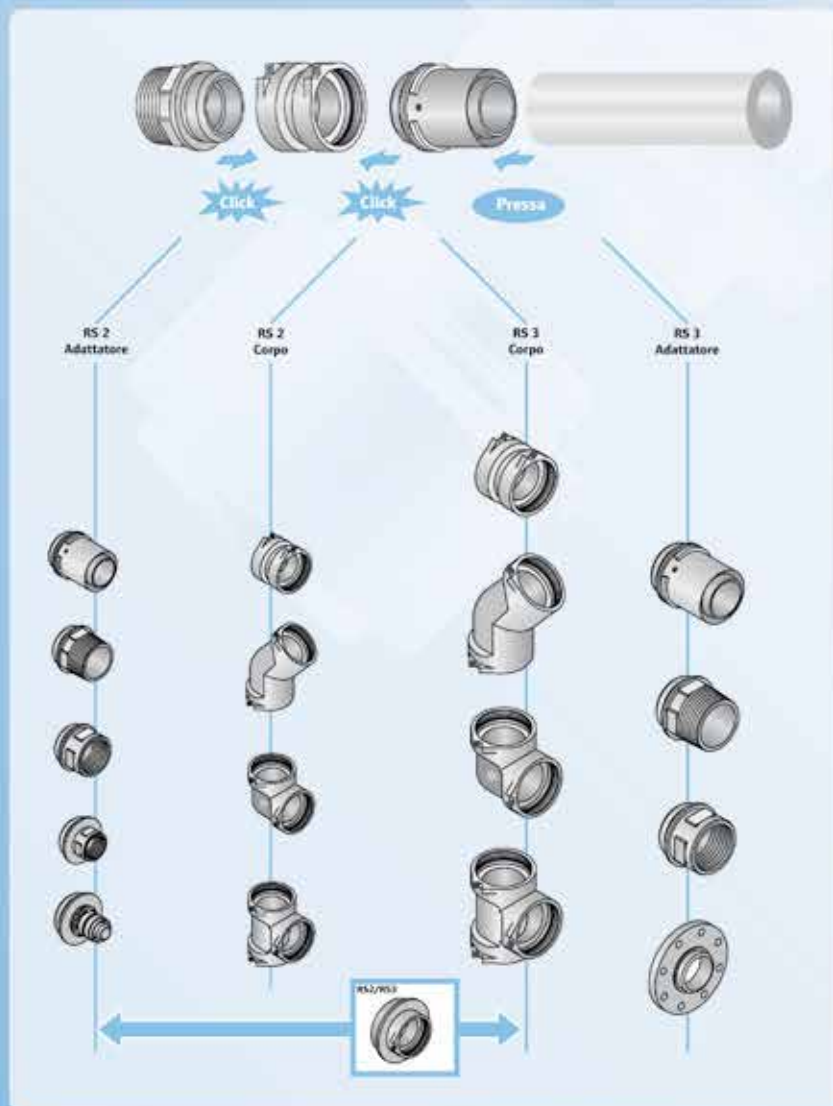 Click
Click
Pressa
RS 2
Adattatore
RS 2
Corpo
RS 3
Corpo
RS 3
Adattatore
RS2/RS3